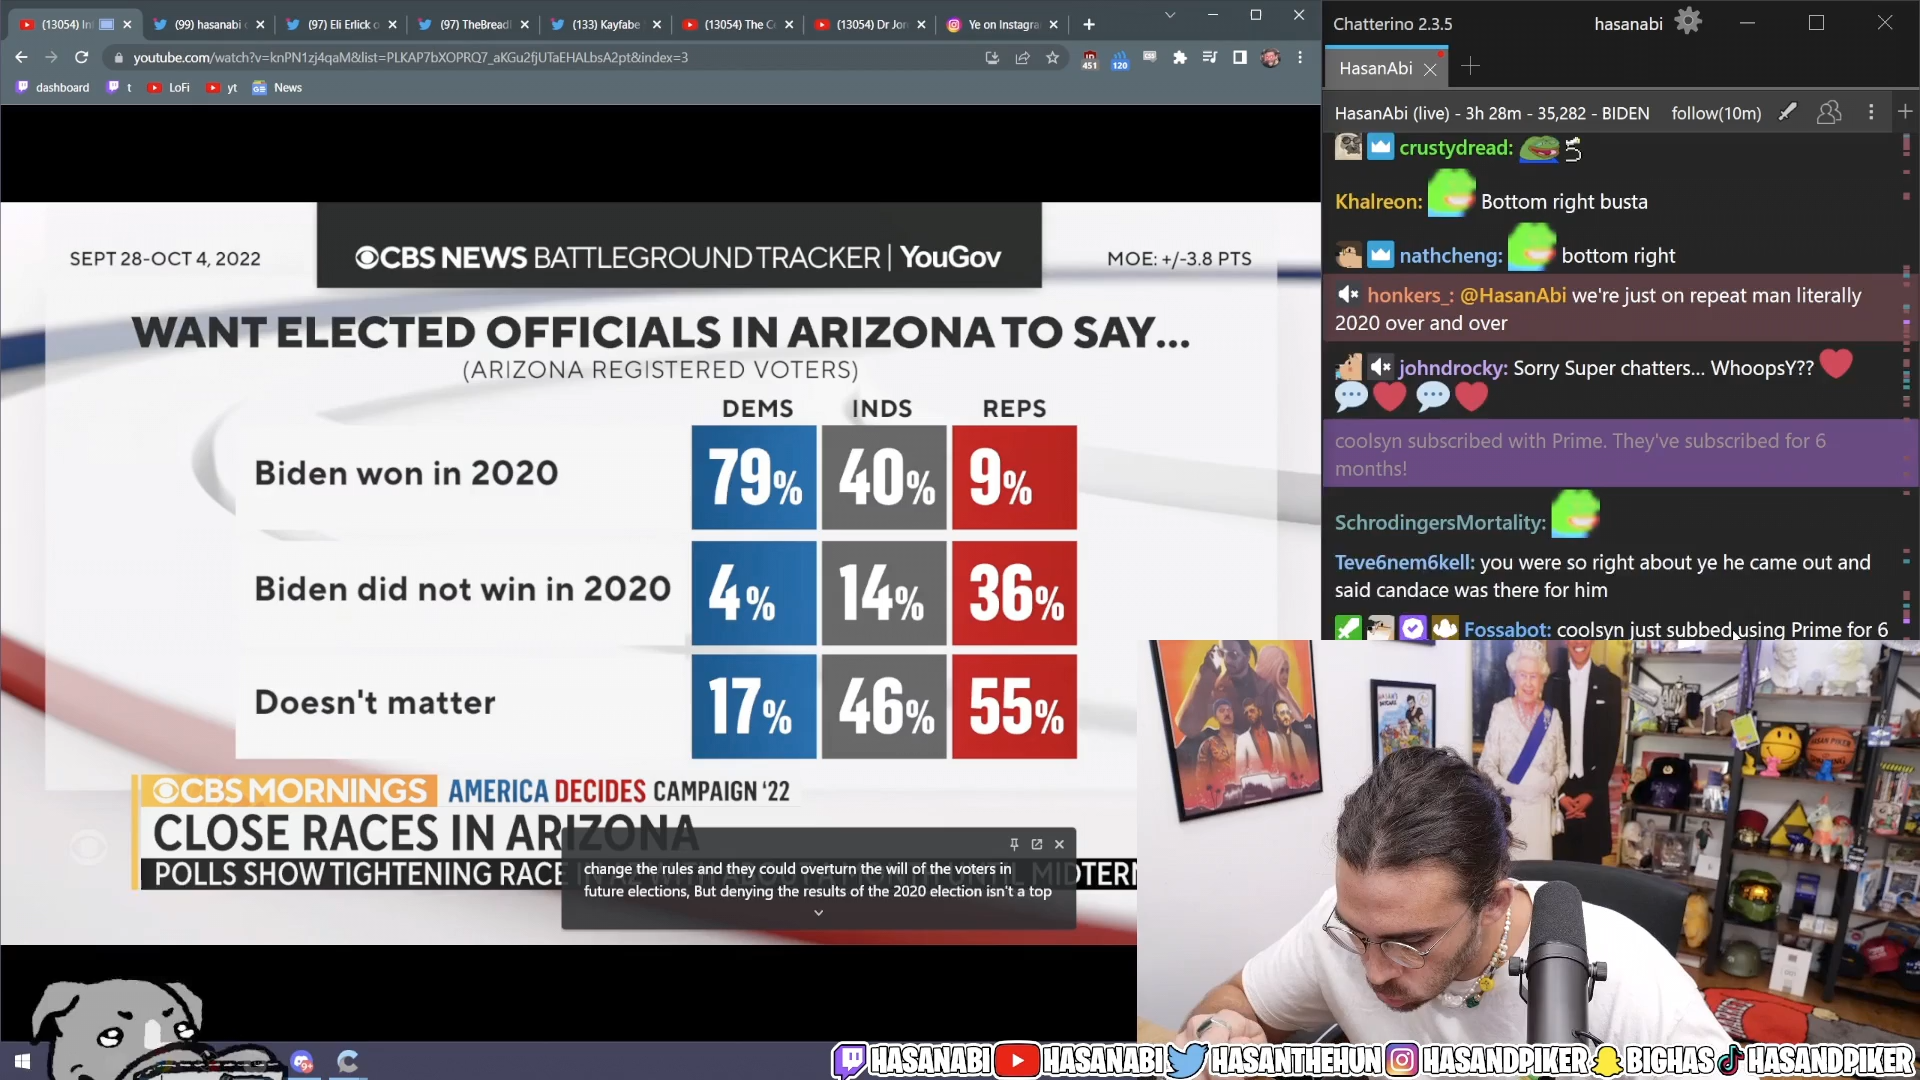 (13054) In
(99) hasanabi
(97) Eli Erlick o
(97) TheBread
(133) Kayfabe
(13054) The C
(13054) Dr Jor
Ye on Instagra
youtube.com/watch?v=knPN1zj4qaM&list=PLKAP7bXOPRQ7_aKGu2fjUTaEHALbsA2pt&index=3
451
120
dashboard
t
LoFi
yt
News
SEPT 28-OCT 4, 2022
CBS NEWS BATTLEGROUND TRACKER | YouGov
MOE: +/-3.8 PTS
WANT ELECTED OFFICIALS IN ARIZONA TO SAY...
(ARIZONA REGISTERED VOTERS)
DEMS INDS REPS
Biden won in 2020 79% 40% 9%
Biden did not win in 2020 4% 14% 36%
Doesn't matter 17% 46% 55%
CBS MORNINGS AMERICA DECIDES CAMPAIGN '22
CLOSE RACES IN ARIZONA
POLLS SHOW TIGHTENING RACE
MIDTER
change the rules and they could overturn the will of the voters in
future elections, But denying the results of the 2020 election isn't a top
Chatterino 2.3.5
hasanabi
HasanAbi
HasanAbi (live) - 3h 28m - 35,282 - BIDEN
follow(10m)
crustydread:
Khalreon: Bottom right busta
nathcheng: bottom right
honkers_: @HasanAbi we're just on repeat man literally
2020 over and over
johndrocky: Sorry Super chatters... WhoopsY??
coolsyn subscribed with Prime. They've subscribed for 6
months!
SchrodingersMortality:
Teve6nem6kell: you were so right about ye he came out and
said candace was there for him
Fossabot: coolsyn just subbed using Prime for 6
HASANABI
HASANABI
HASANTHEHUN
HASANDPIKER
BIGHAS
HASANDPIKER